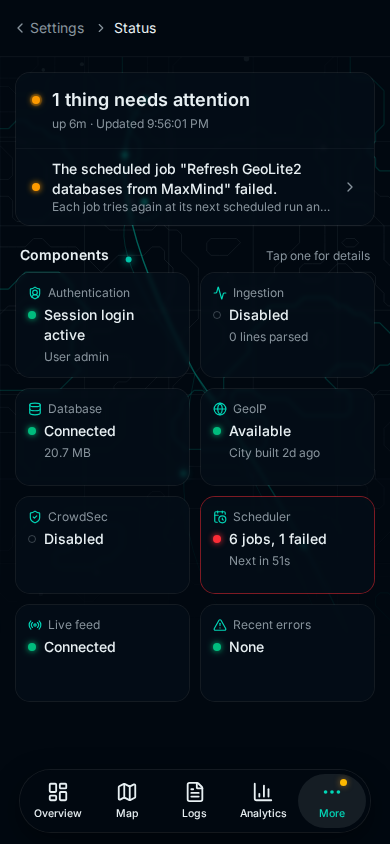 Settings
Status
1 thing needs attention
up 6m · Updated 9:56:01 PM
The scheduled job "Refresh GeoLite2
databases from MaxMind" failed.
Each job tries again at its next scheduled run an...
Components
Tap one for details
Authentication
Session login
active
User admin
Ingestion
Disabled
0 lines parsed
Database
Connected
20.7 MB
GeoIP
Available
City built 2d ago
CrowdSec
Disabled
Scheduler
6 jobs, 1 failed
Next in 51s
Live feed
Connected
Recent errors
None
Overview
Map
Logs
Analytics
More